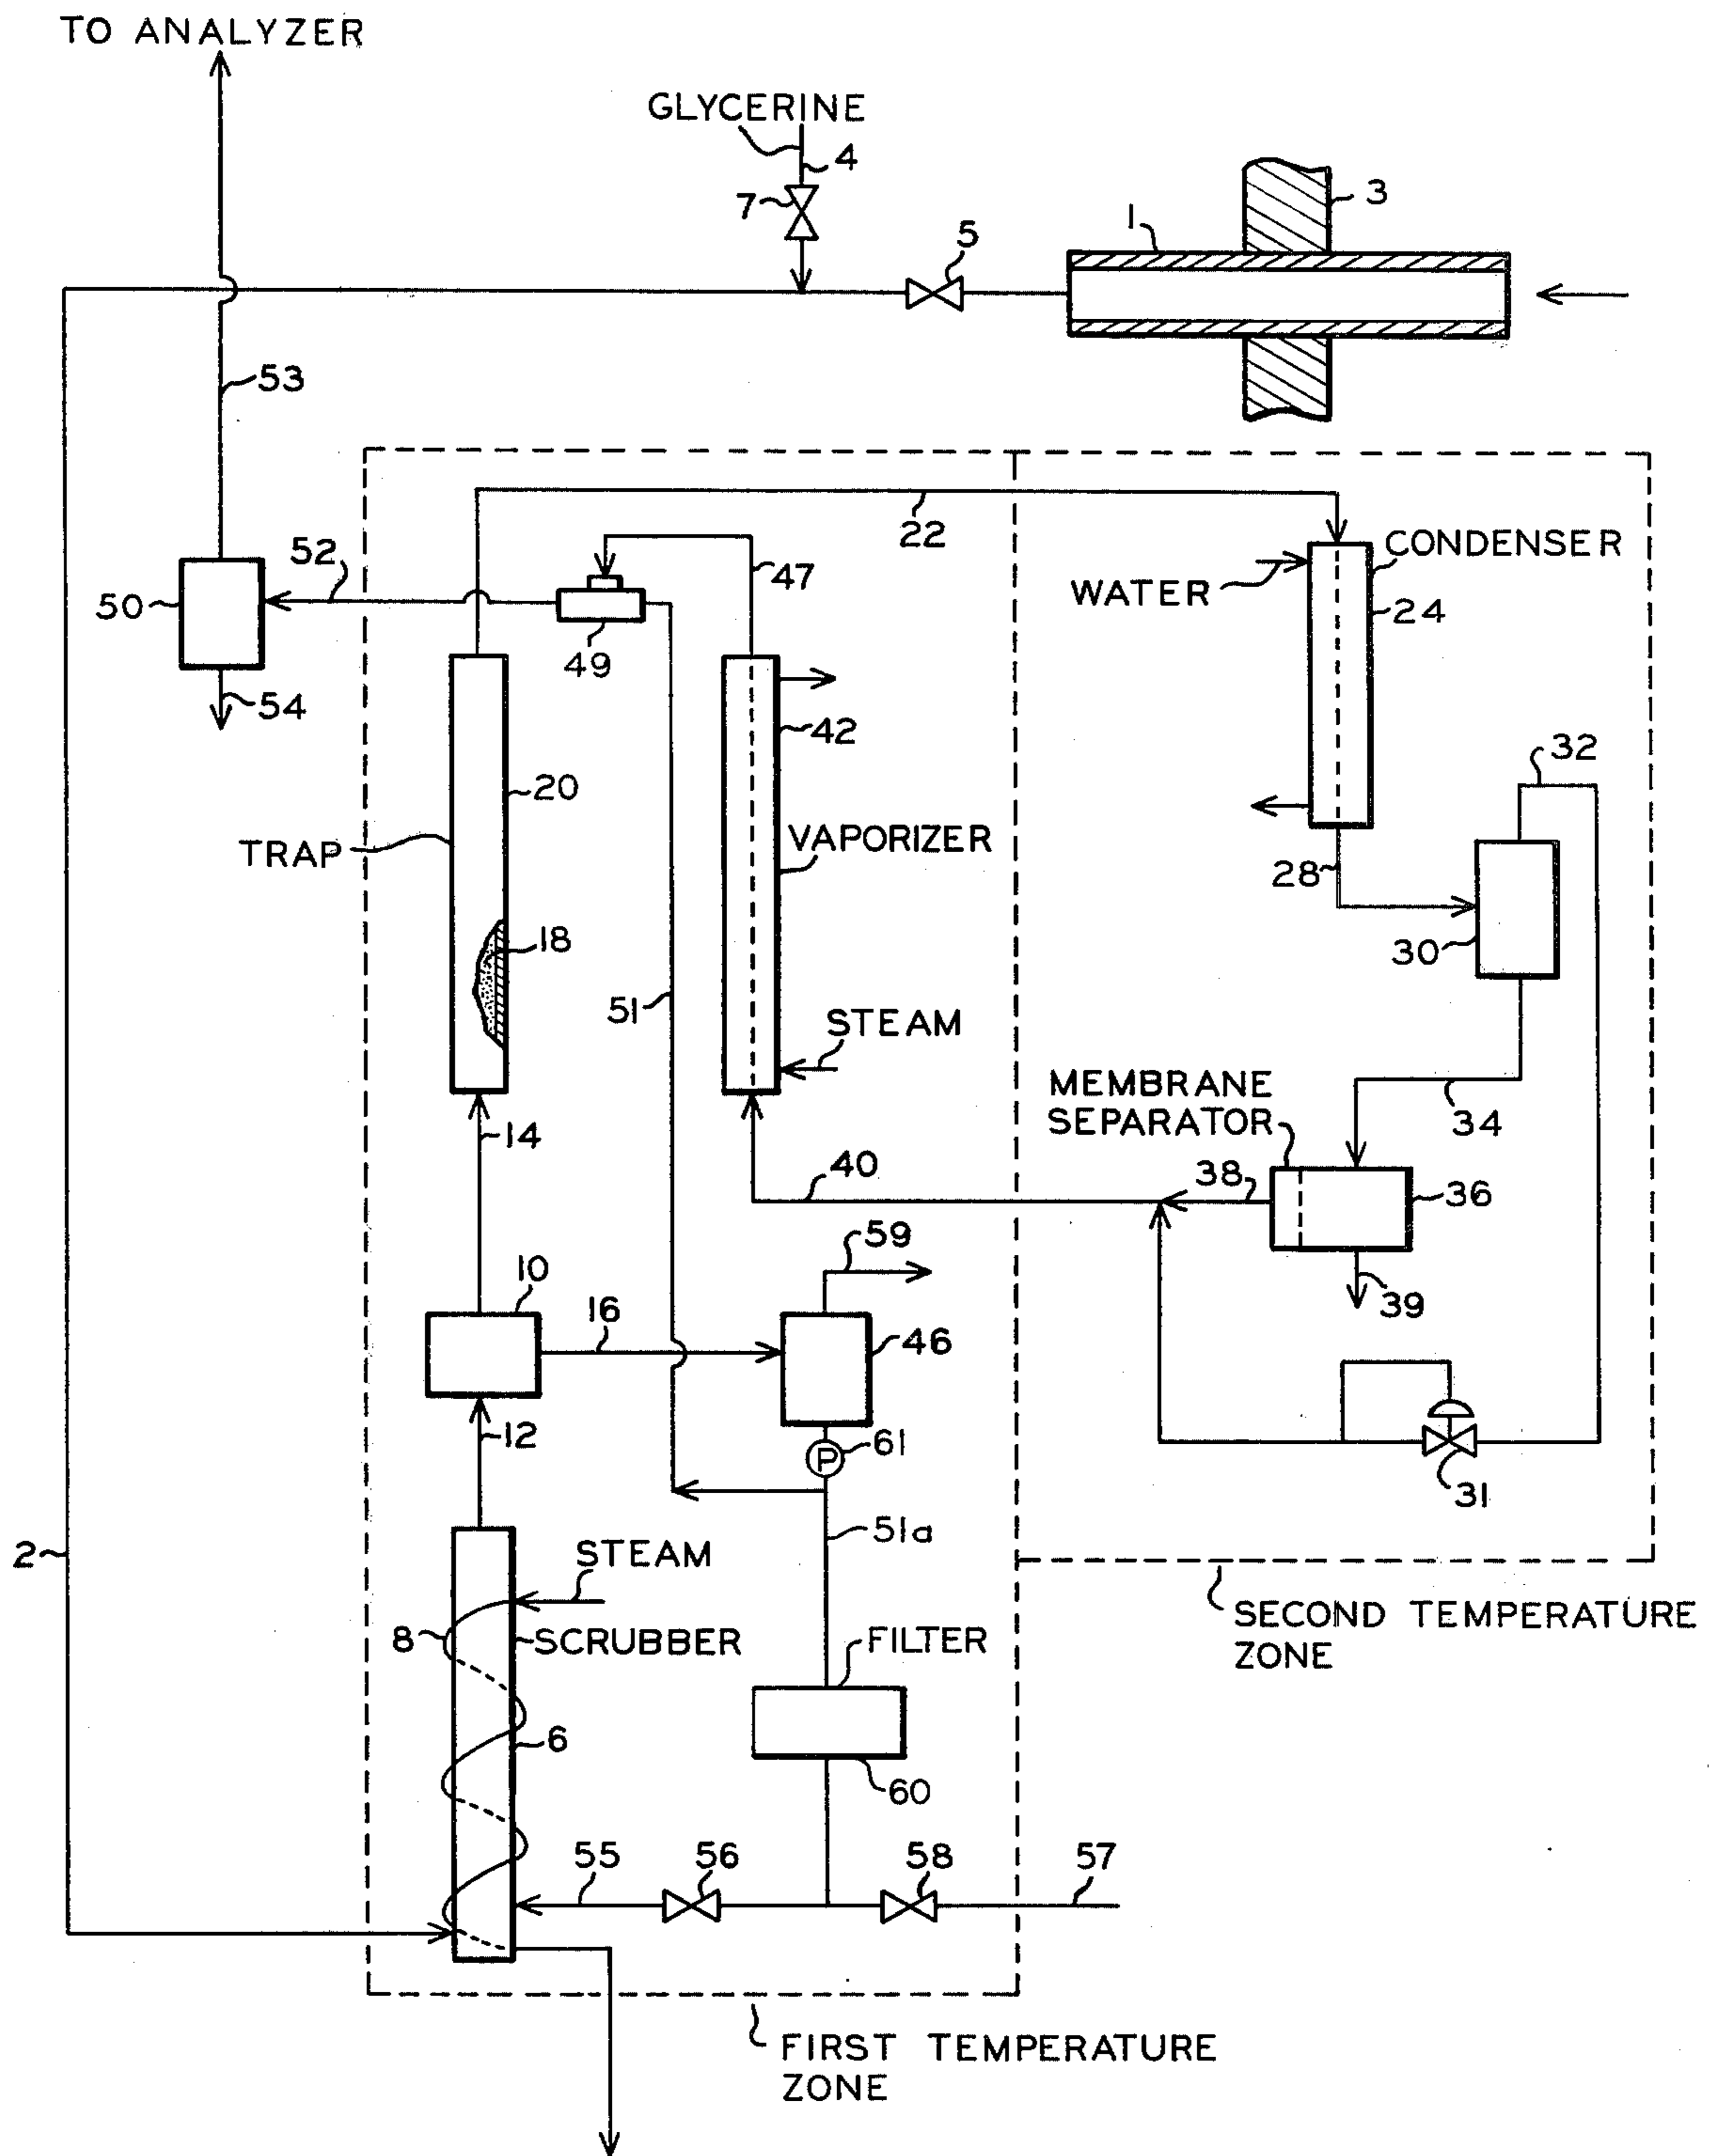 TO ANALYZER
GLYCERINE
4
7
3
1
5
53
22
52
47
CONDENSER
WATER
50
24
49
54
42
32
20
VAPORIZER
TRAP
28
18
30
51
STEAM
MEMBRANE
SEPARATOR
34
14
40
38
36
59
10
16
39
46
12
61
P
31
51a
2
STEAM
SECOND TEMPERATURE
ZONE
8
SCRUBBER
FILTER
6
60
55
56
58
57
FIRST TEMPERATURE
ZONE